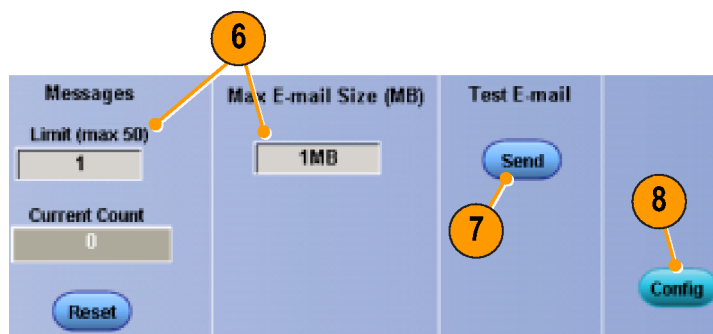 6
Messages
Max E-mail Size (MB)
Test E-mail
Limit (max 50)
1
1MB
Send
7
8
Current Count
0
Config
Reset